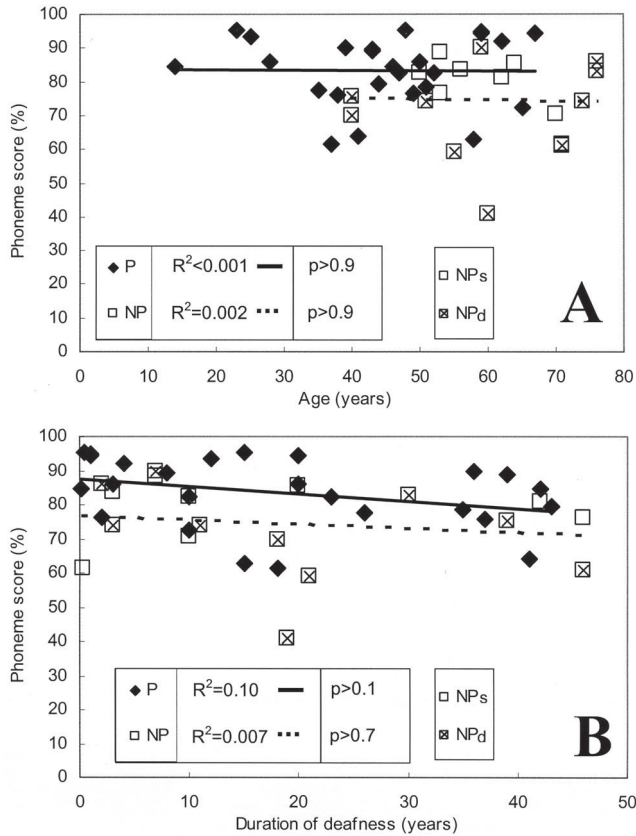 100
90
80
70
60
50
40
30
20
10
0
Phoneme score (%)
P R²<0.001 p>0.9
NP R²=0.002 p>0.9
NPs
NPd
A
0 10 20 30 40 50 60 70 80
Age (years)
100
90
80
70
60
50
40
30
20
10
0
Phoneme score (%)
P R²=0.10 p>0.1
NP R²=0.007 p>0.7
NPs
NPd
B
0 10 20 30 40 50
Duration of deafness (years)